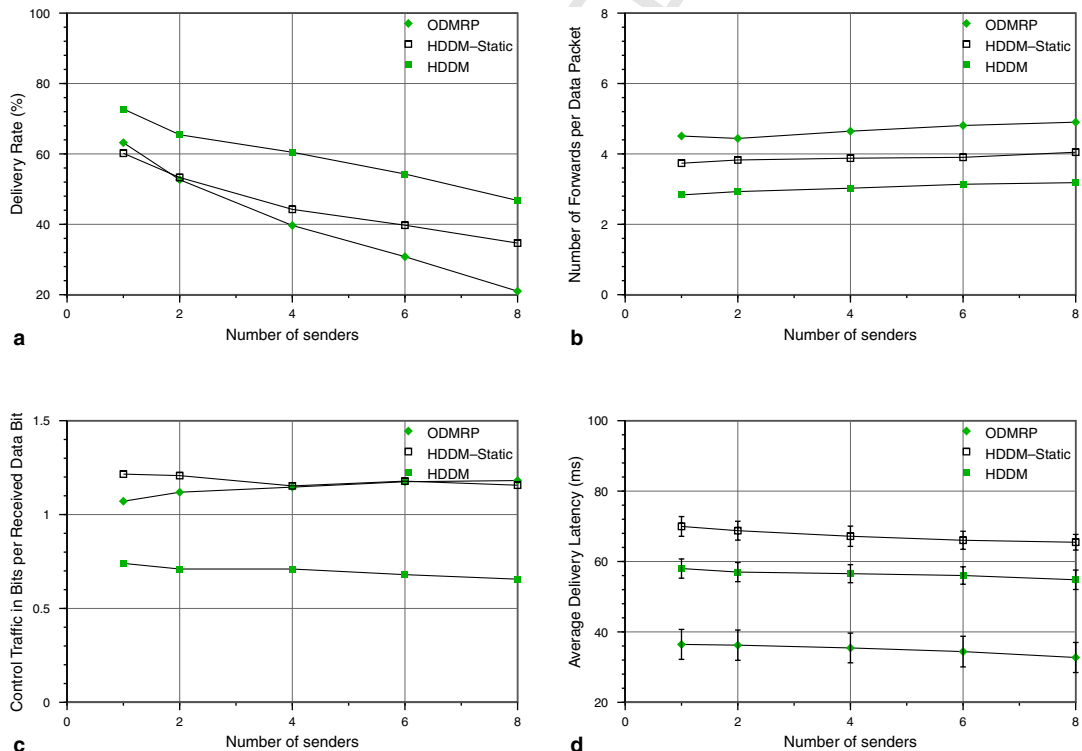 100
80
60
40
20
0
2
4
6
8
Delivery Rate (%)
Number of senders
ODMRP
HDDM–Static
HDDM
a
8
6
4
2
0
0
2
4
6
8
Number of Forwards per Data Packet
Number of senders
ODMRP
HDDM–Static
HDDM
b
1.5
1
0.5
0
0
2
4
6
8
Control Traffic in Bits per Received Data Bit
Number of senders
ODMRP
HDDM–Static
HDDM
c
100
80
60
40
20
0
2
4
6
8
Average Delivery Latency (ms)
Number of senders
ODMRP
HDDM–Static
HDDM
d